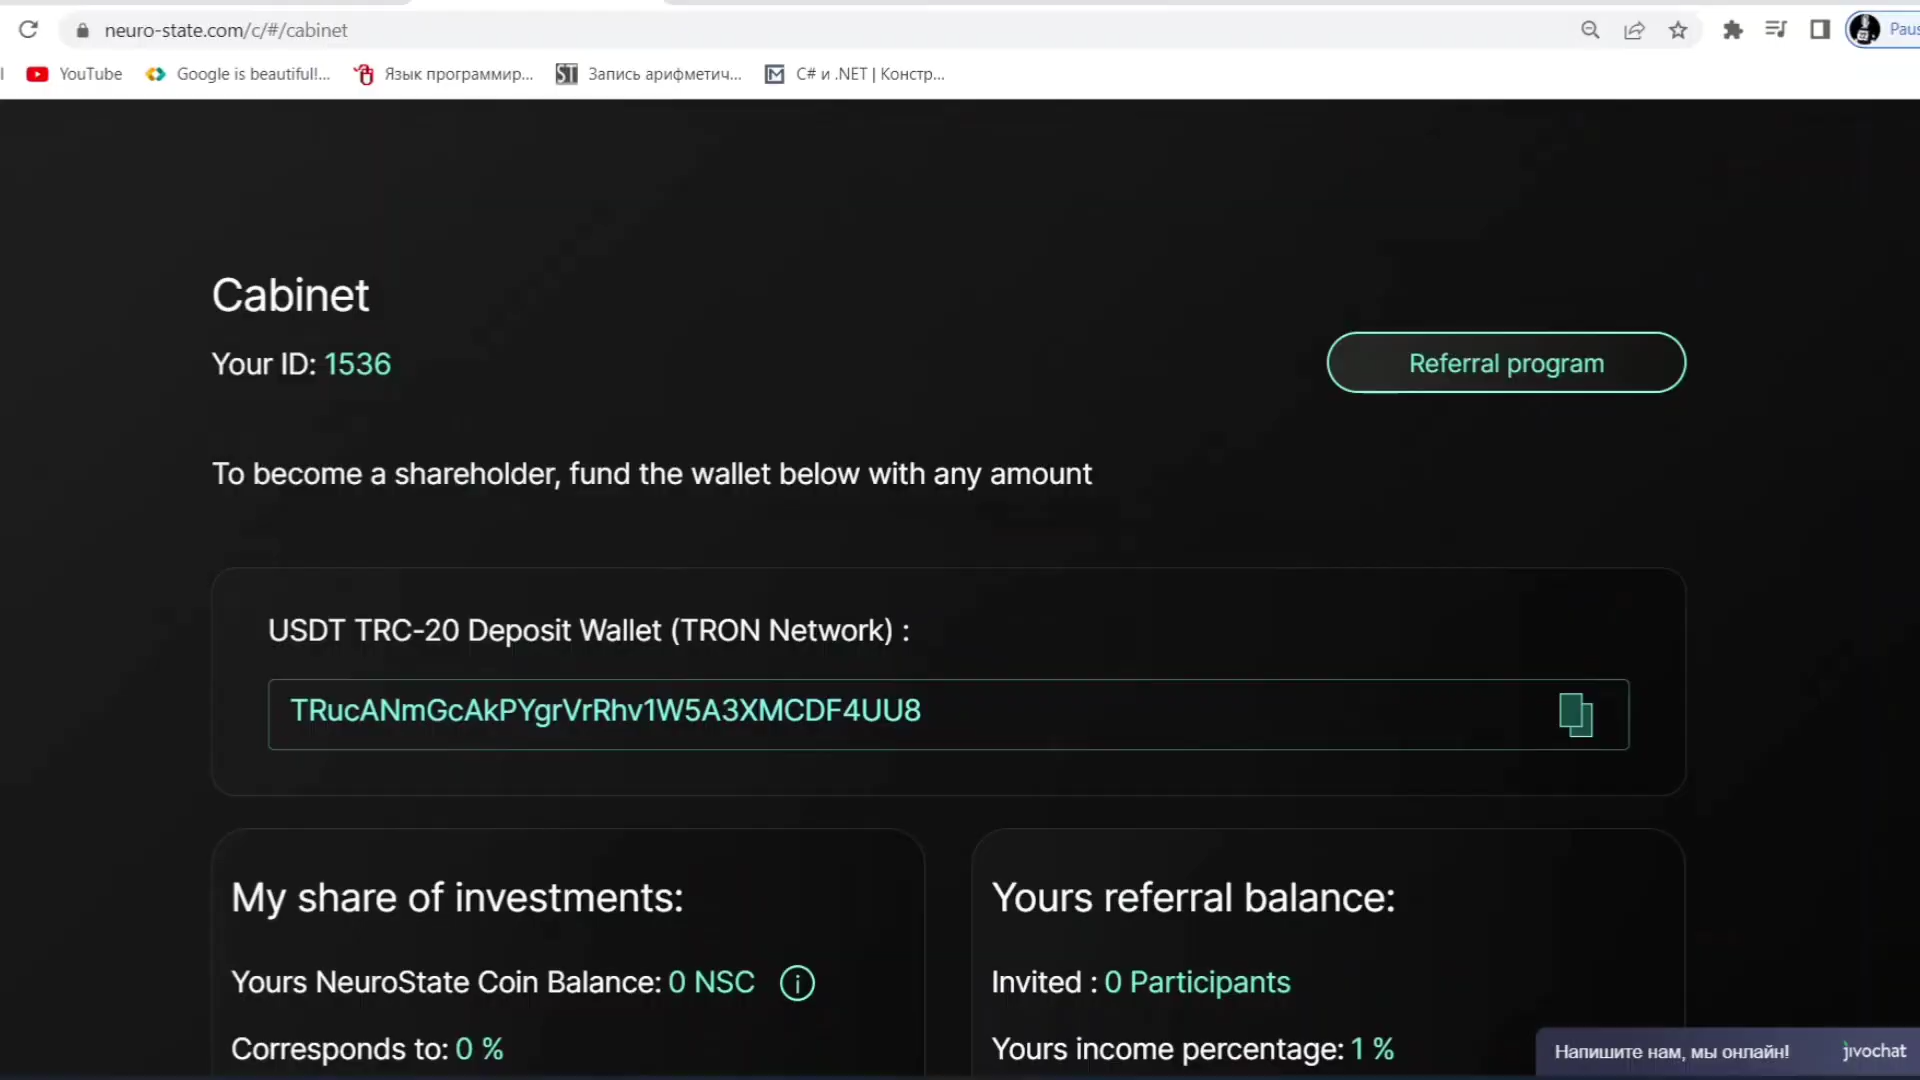 neuro-state.com/c/#/cabinet
Paus
YouTube Google is beautiful!... Язык программир... ST Запись арифметич... C# и .NET | Констр...
Cabinet
Your ID: 1536
Referral program
To become a shareholder, fund the wallet below with any amount
USDT TRC-20 Deposit Wallet (TRON Network) :
TRucANmGcAkPYgrVrRhv1W5A3XMCDF4UU8
My share of investments:
Yours referral balance:
Yours NeuroState Coin Balance: 0 NSC
Invited : 0 Participants
Corresponds to: 0 %
Yours income percentage: 1 %
Напишите нам, мы онлайн! jivochat